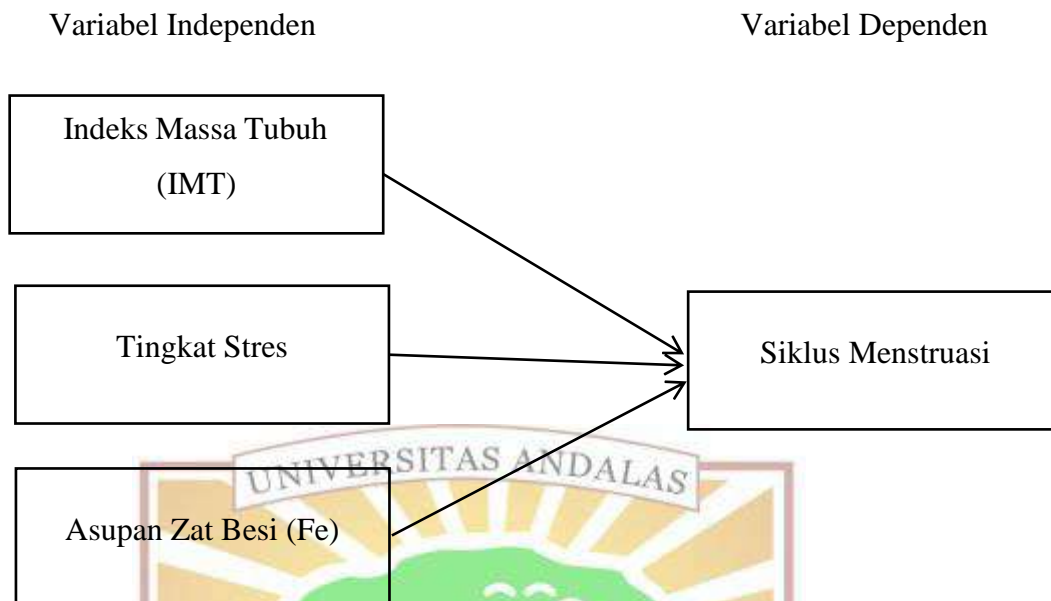 Variabel Independen
Variabel Dependen
Indeks Massa Tubuh
(IMT)
Tingkat Stres
Siklus Menstruasi
UNIVERSITAS ANDALAS
Asupan Zat Besi (Fe)